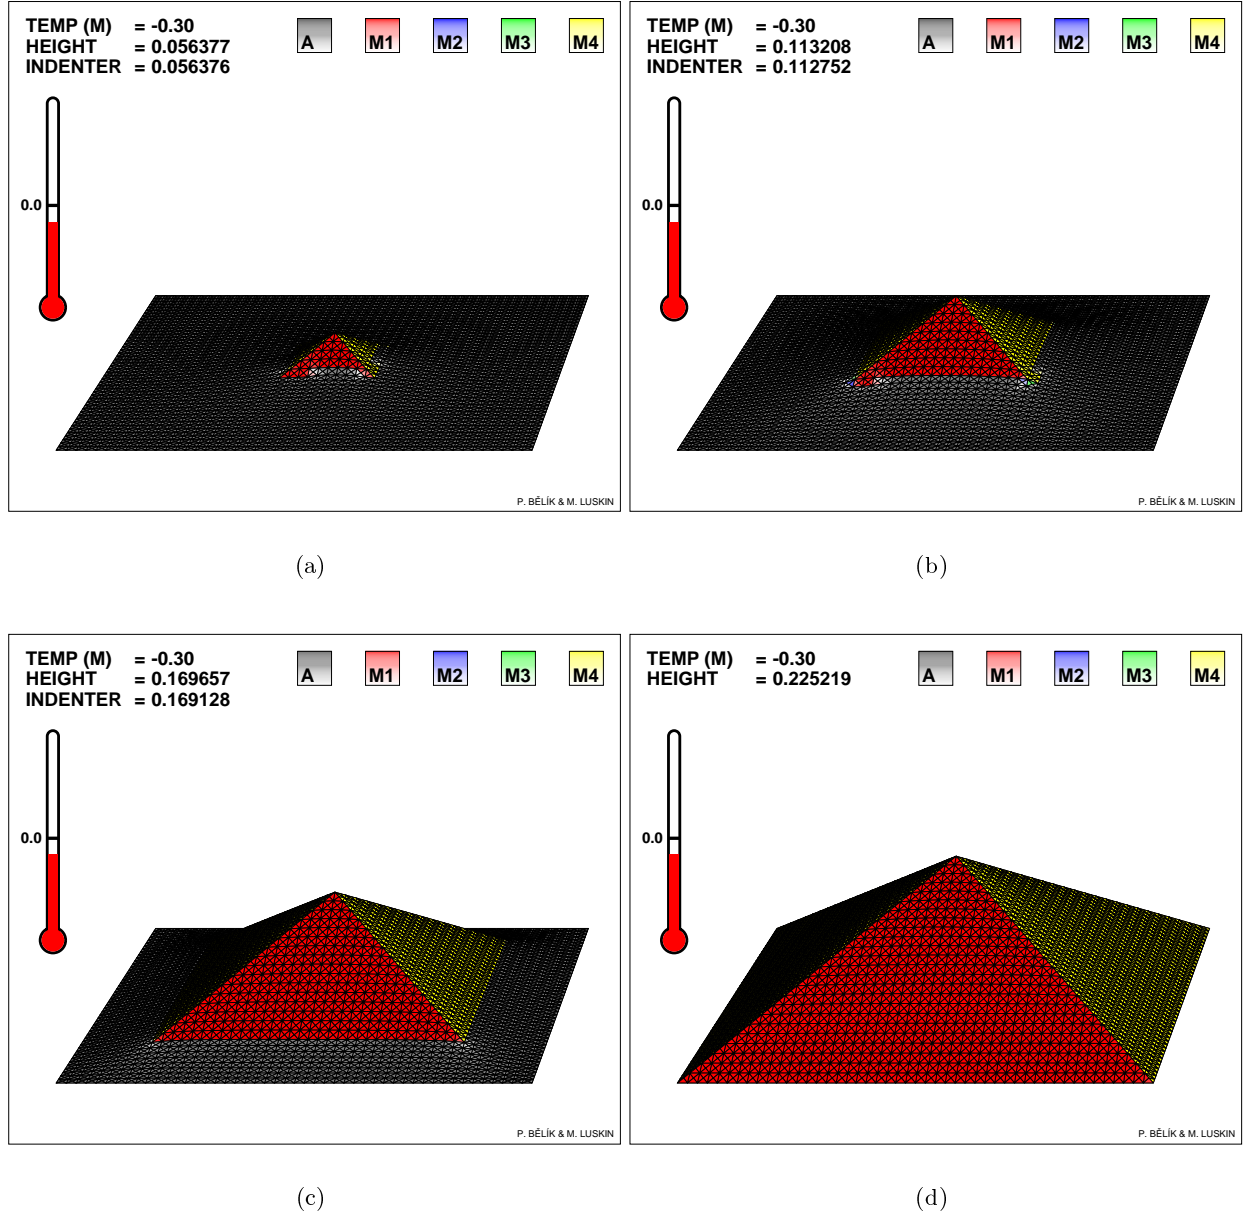 TEMP (M) = -0.30
HEIGHT = 0.056377
INDENTER = 0.056376
A M1 M2 M3 M4
0.0
P. BĚLÍK & M. LUSKIN
(a)
TEMP (M) = -0.30
HEIGHT = 0.113208
INDENTER = 0.112752
A M1 M2 M3 M4
0.0
P. BĚLÍK & M. LUSKIN
(b)
TEMP (M) = -0.30
HEIGHT = 0.169657
INDENTER = 0.169128
A M1 M2 M3 M4
0.0
P. BĚLÍK & M. LUSKIN
(c)
TEMP (M) = -0.30
HEIGHT = 0.225219
A M1 M2 M3 M4
0.0
P. BĚLÍK & M. LUSKIN
(d)